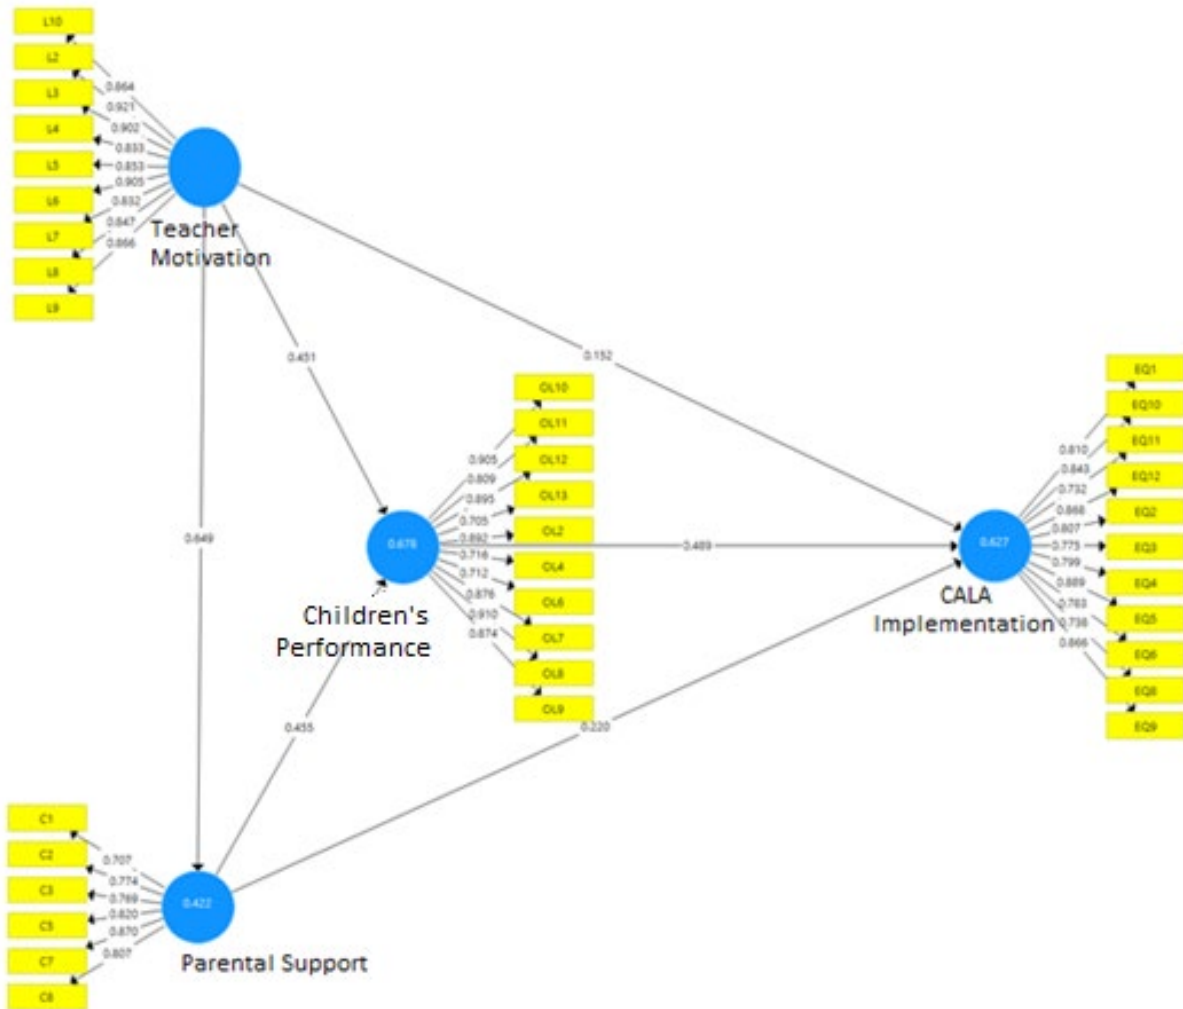 L10
L2
L3
L4
L5
L6
L7
L8
L9
0.864
0.921
0.902
0.833
0.853
0.905
0.832
0.847
0.866
Teacher
Motivation
0.451
0.152
0.649
OL10
OL11
OL12
OL13
OL2
OL4
OL6
OL7
OL8
OL9
0.905
0.809
0.895
0.705
0.892
0.716
0.712
0.876
0.910
0.874
0.678
Children's
Performance
0.489
EQ1
EQ10
EQ11
EQ12
EQ2
EQ3
EQ4
EQ5
EQ6
EQ8
EQ9
0.810
0.843
0.732
0.868
0.807
0.775
0.799
0.889
0.763
0.736
0.866
0.627
CALA
Implementation
0.455
0.220
C1
C2
C3
C5
C7
C8
0.707
0.774
0.769
0.820
0.870
0.807
0.422
Parental Support